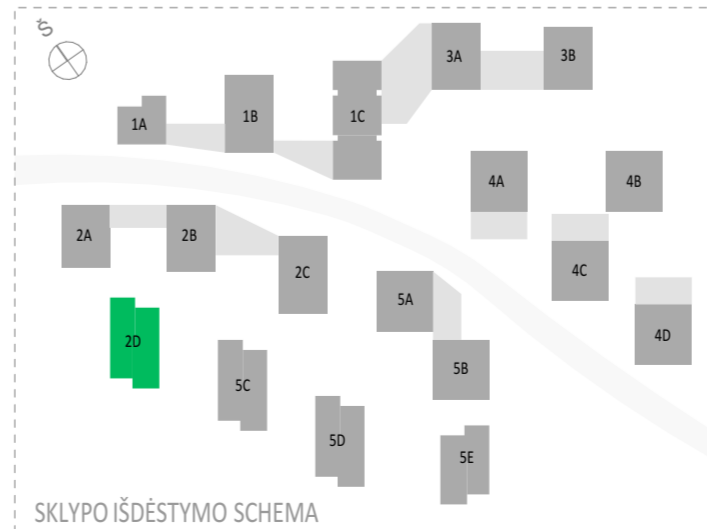 Š
3A
3B
1A
1B
1C
4A
4B
2A
2B
2C
4C
5A
4D
2D
5B
5C
5D
5E
SKLYPO IŠDĖSTYMO SCHEMA